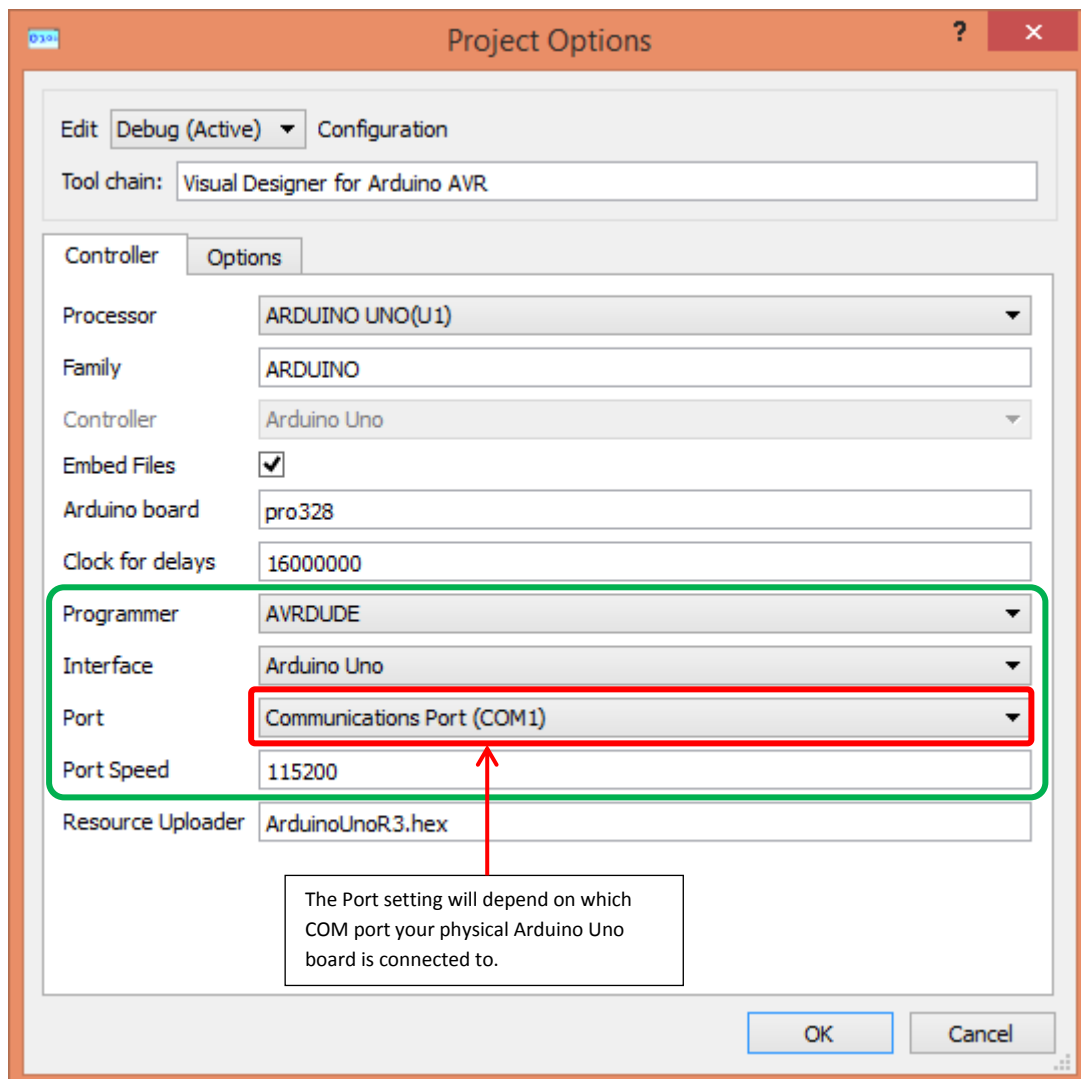 Project Options
?
Edit Debug (Active) Configuration
Tool chain: Visual Designer for Arduino AVR
Controller Options
Processor ARDUINO UNO(U1)
Family ARDUINO
Controller Arduino Uno
Embed Files
Arduino board pro328
Clock for delays 16000000
Programmer AVRDUDE
Interface Arduino Uno
Port Communications Port (COM1)
Port Speed 115200
Resource Uploader ArduinoUnoR3.hex
The Port setting will depend on which
COM port your physical Arduino Uno
board is connected to.
OK Cancel